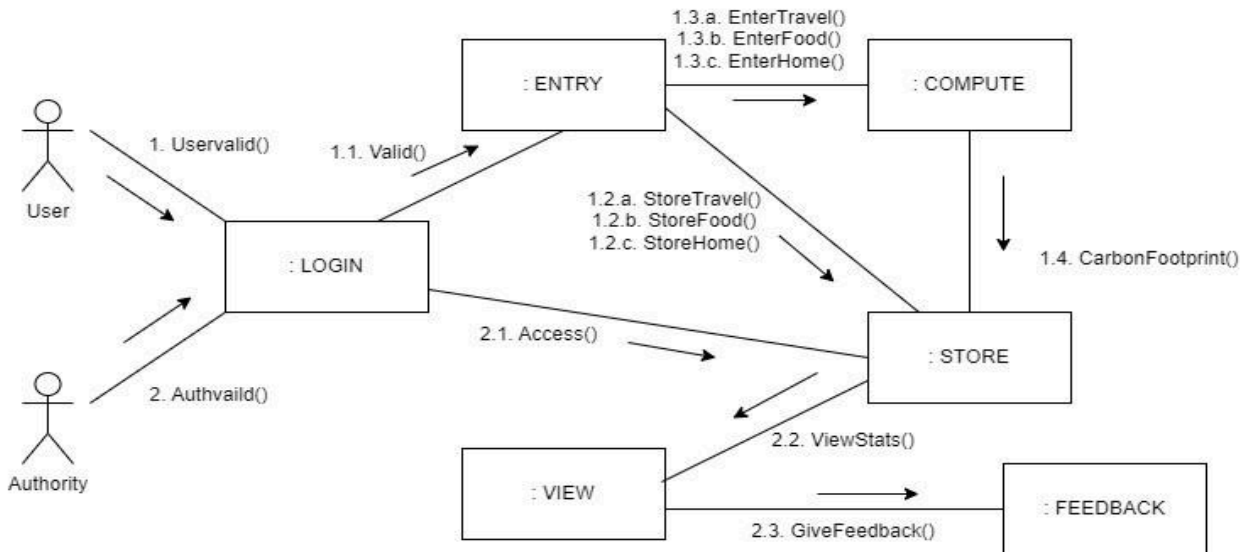 1.3.a. EnterTravel()
1.3.b. EnterFood()
1.3.c. EnterHome()
: ENTRY
: COMPUTE
1. Uservalid()
1.1. Valid()
User
1.2.a. StoreTravel()
1.2.b. StoreFood()
1.2.c. StoreHome()
: LOGIN
1.4. CarbonFootprint()
2.1. Access()
: STORE
2. Authvaild()
2.2. ViewStats()
Authority
: VIEW
: FEEDBACK
2.3. GiveFeedback()